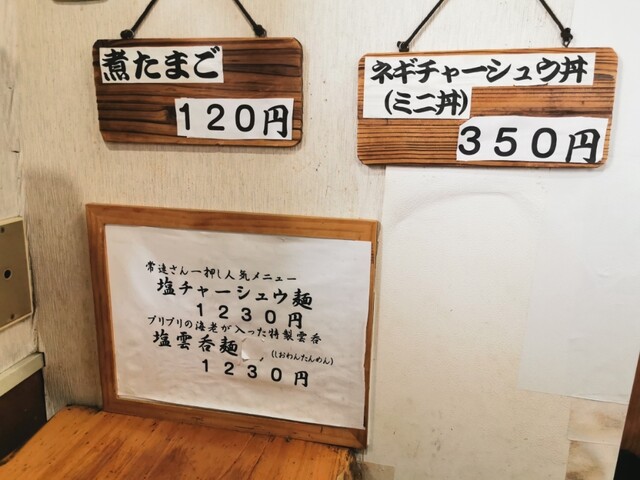 煮たまご
120円
ネギチャーシュウ丼
(ミニ丼)
350円
常連さん一押し人気メニュー
塩チャーシュウ麺
1230円
プリプリの海老が入った特製雲呑
塩雲呑麺 (しおわんたんめん)
1230円